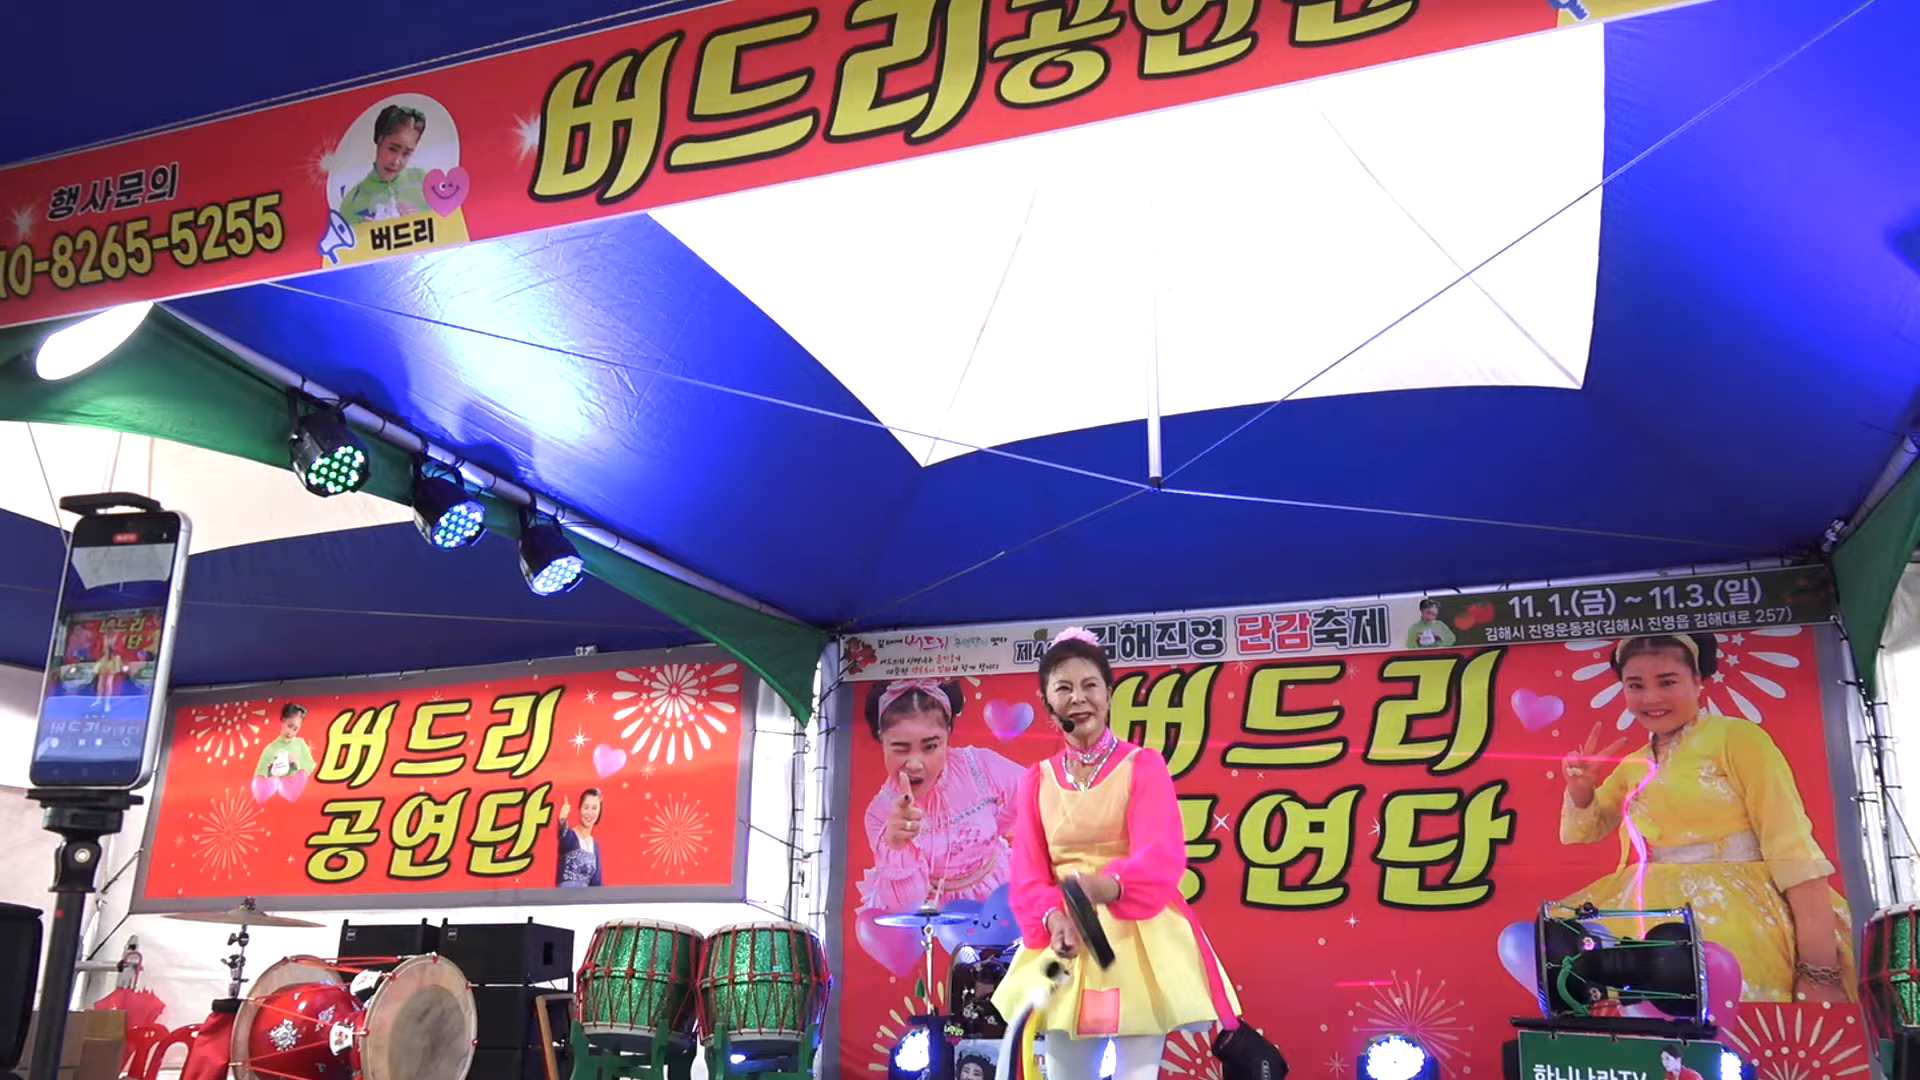 버드리공연단
행사문의
10-8265-5255
버드리
김해진영 단감축제
11. 1.(금) ~ 11.3.(일)
김해시 진영운동장(김해시 진영읍 김해대로 257)
버드리
공연단
버드리
공연단
버드리